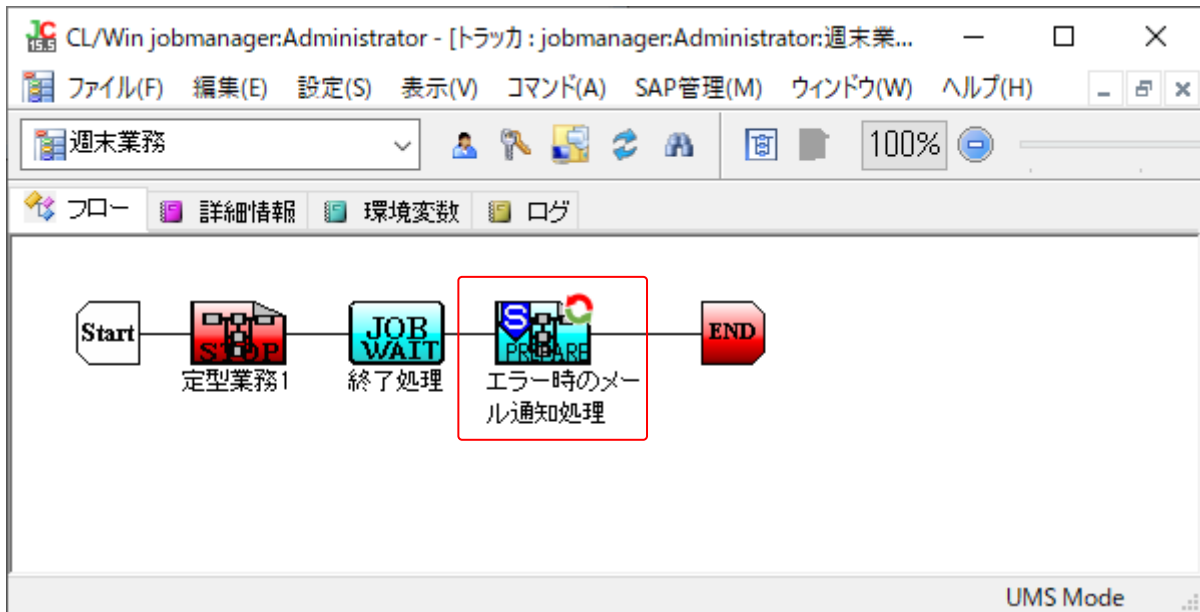 CL/Win jobmanager:Administrator - [トラッカ : jobmanager:Administrator:週末業...
ファイル(F) 編集(E) 設定(S) 表示(V) コマンド(A) SAP管理(M) ウィンドウ(W) ヘルプ(H)
週末業務 100%
フロー 詳細情報 環境変数 ログ
Start
STOP
定型業務1
JOB
WAIT
終了処理
S
PREPARE
エラー時のメー
ル通知処理
END
UMS Mode